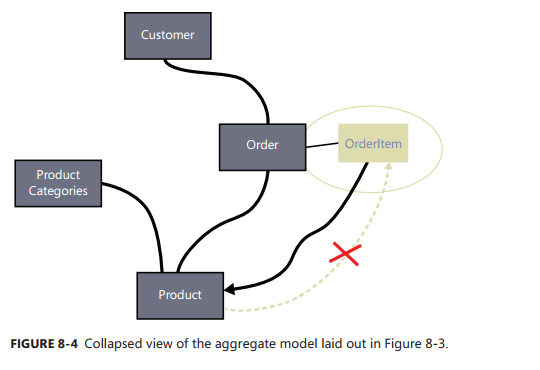 Customer
Order
OrderItem
Product
Categories
Product
FIGURE 8-4 Collapsed view of the aggregate model laid out in Figure 8-3.